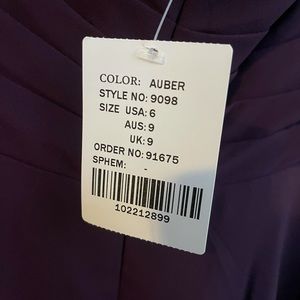 COLOR: AUBER
STYLE NO: 9098
SIZE USA: 6
AUS: 9
UK: 9
ORDER NO: 91675
SPHEM: -
102212899